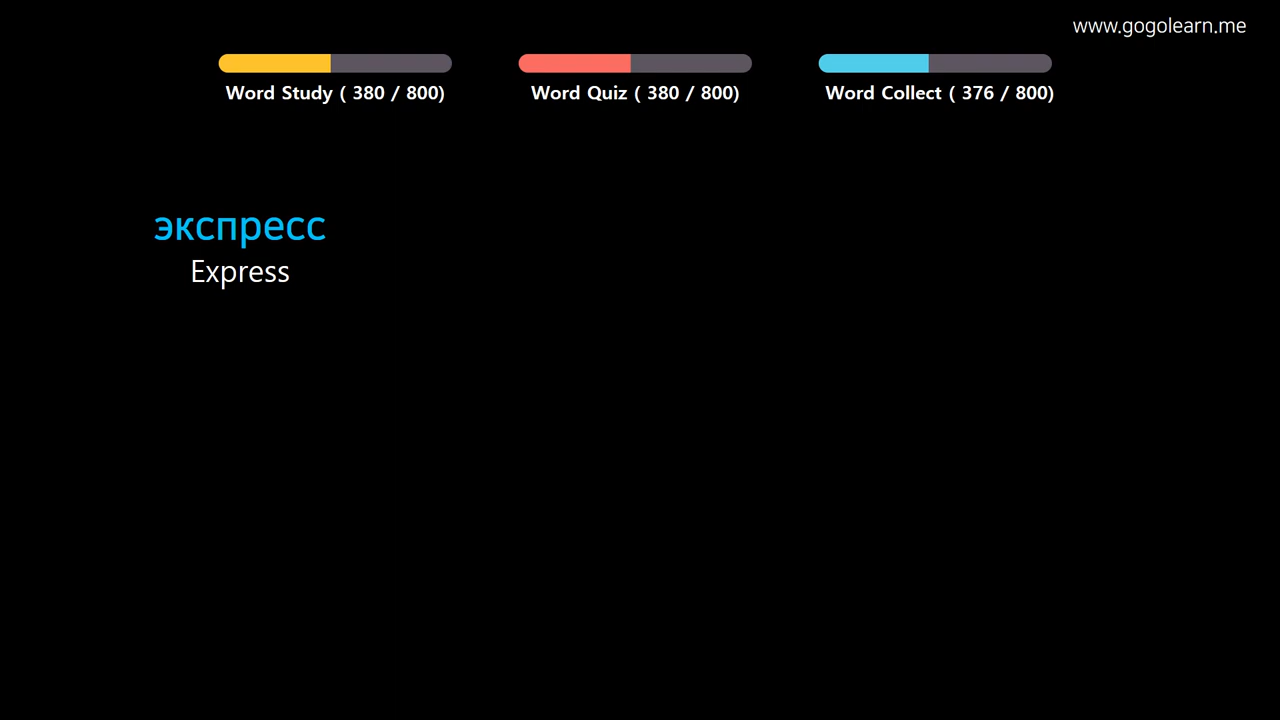 www.gogolearn.me
Word Study ( 380 / 800)
Word Quiz ( 380 / 800)
Word Collect ( 376 / 800)
экспресс
Express